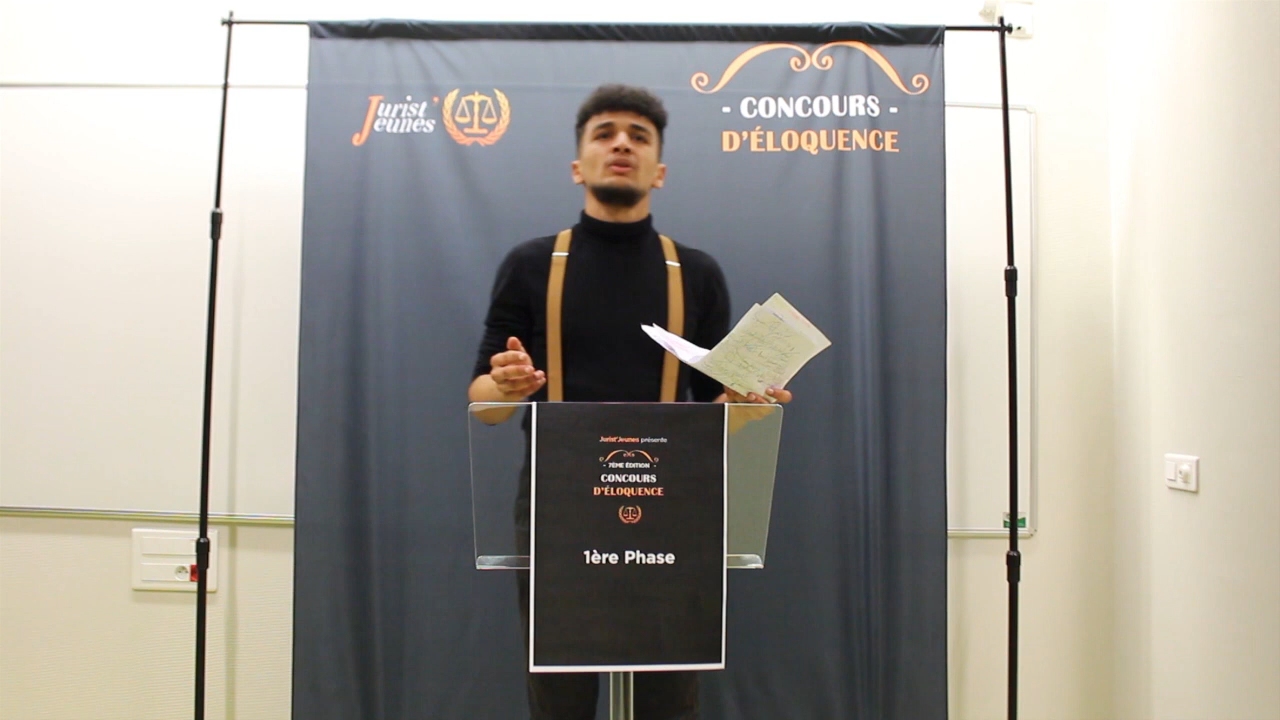 Jurist'
Jeunes
- CONCOURS -
D'ÉLOQUENCE
Jurist'Jeunes présente
- 7ÈME ÉDITION -
CONCOURS
D'ÉLOQUENCE
1ère Phase